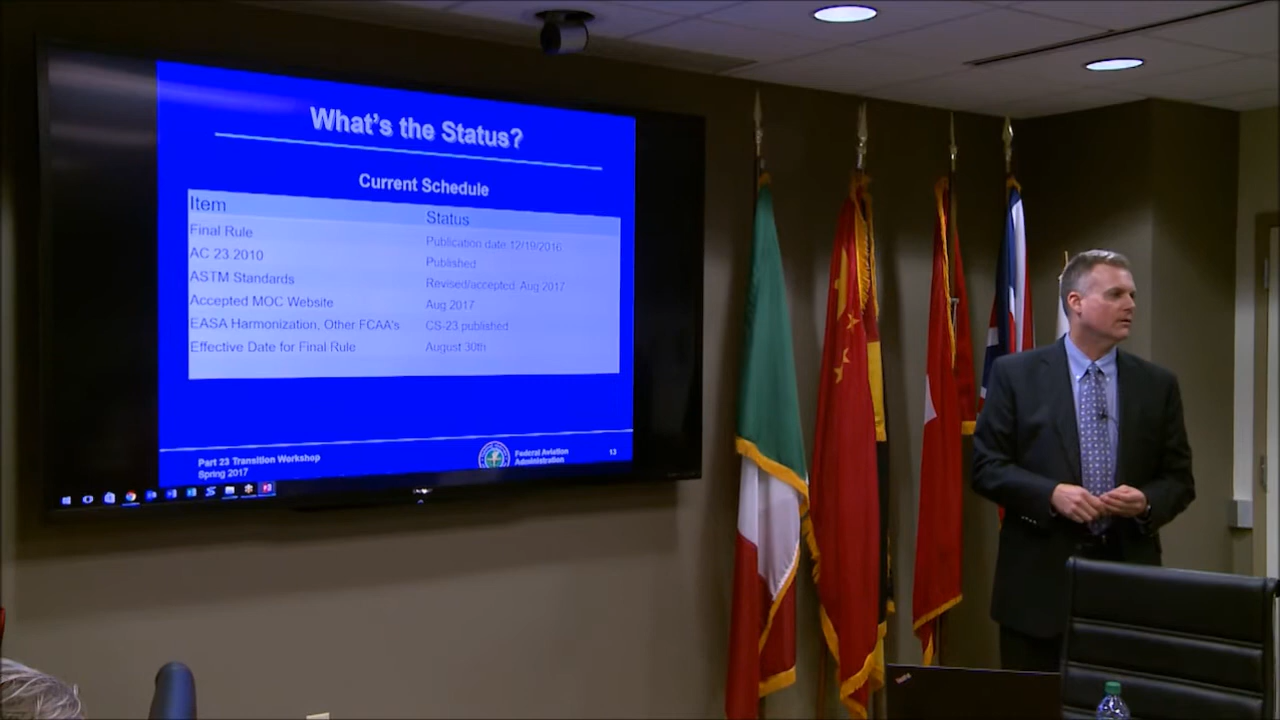 What's the Status?
Current Schedule
Item Status
Final Rule Publication date:12/19/2016
AC 23.2010 Published
ASTM Standards Revised/accepted: Aug 2017
Accepted MOC Website Aug 2017
EASA Harmonization, Other FCAA's CS-23 published
Effective Date for Final Rule August 30th
Part 23 Transition Workshop
Spring 2017
Federal Aviation
Administration
13